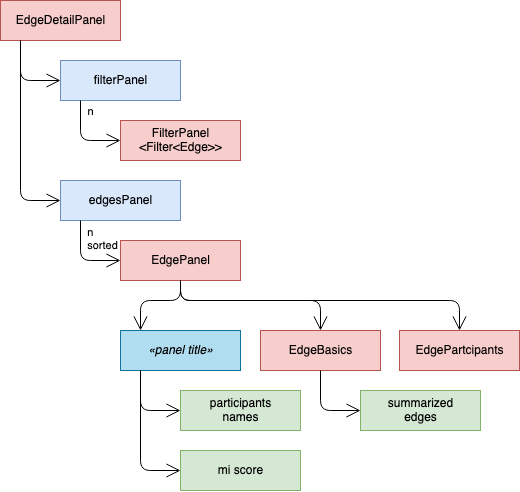 EdgeDetailPanel
filterPanel
n
FilterPanel
<Filter<Edge>>
edgesPanel
n
sorted
EdgePanel
«panel title»
EdgeBasics
EdgePartcipants
participants
names
summarized
edges
mi score